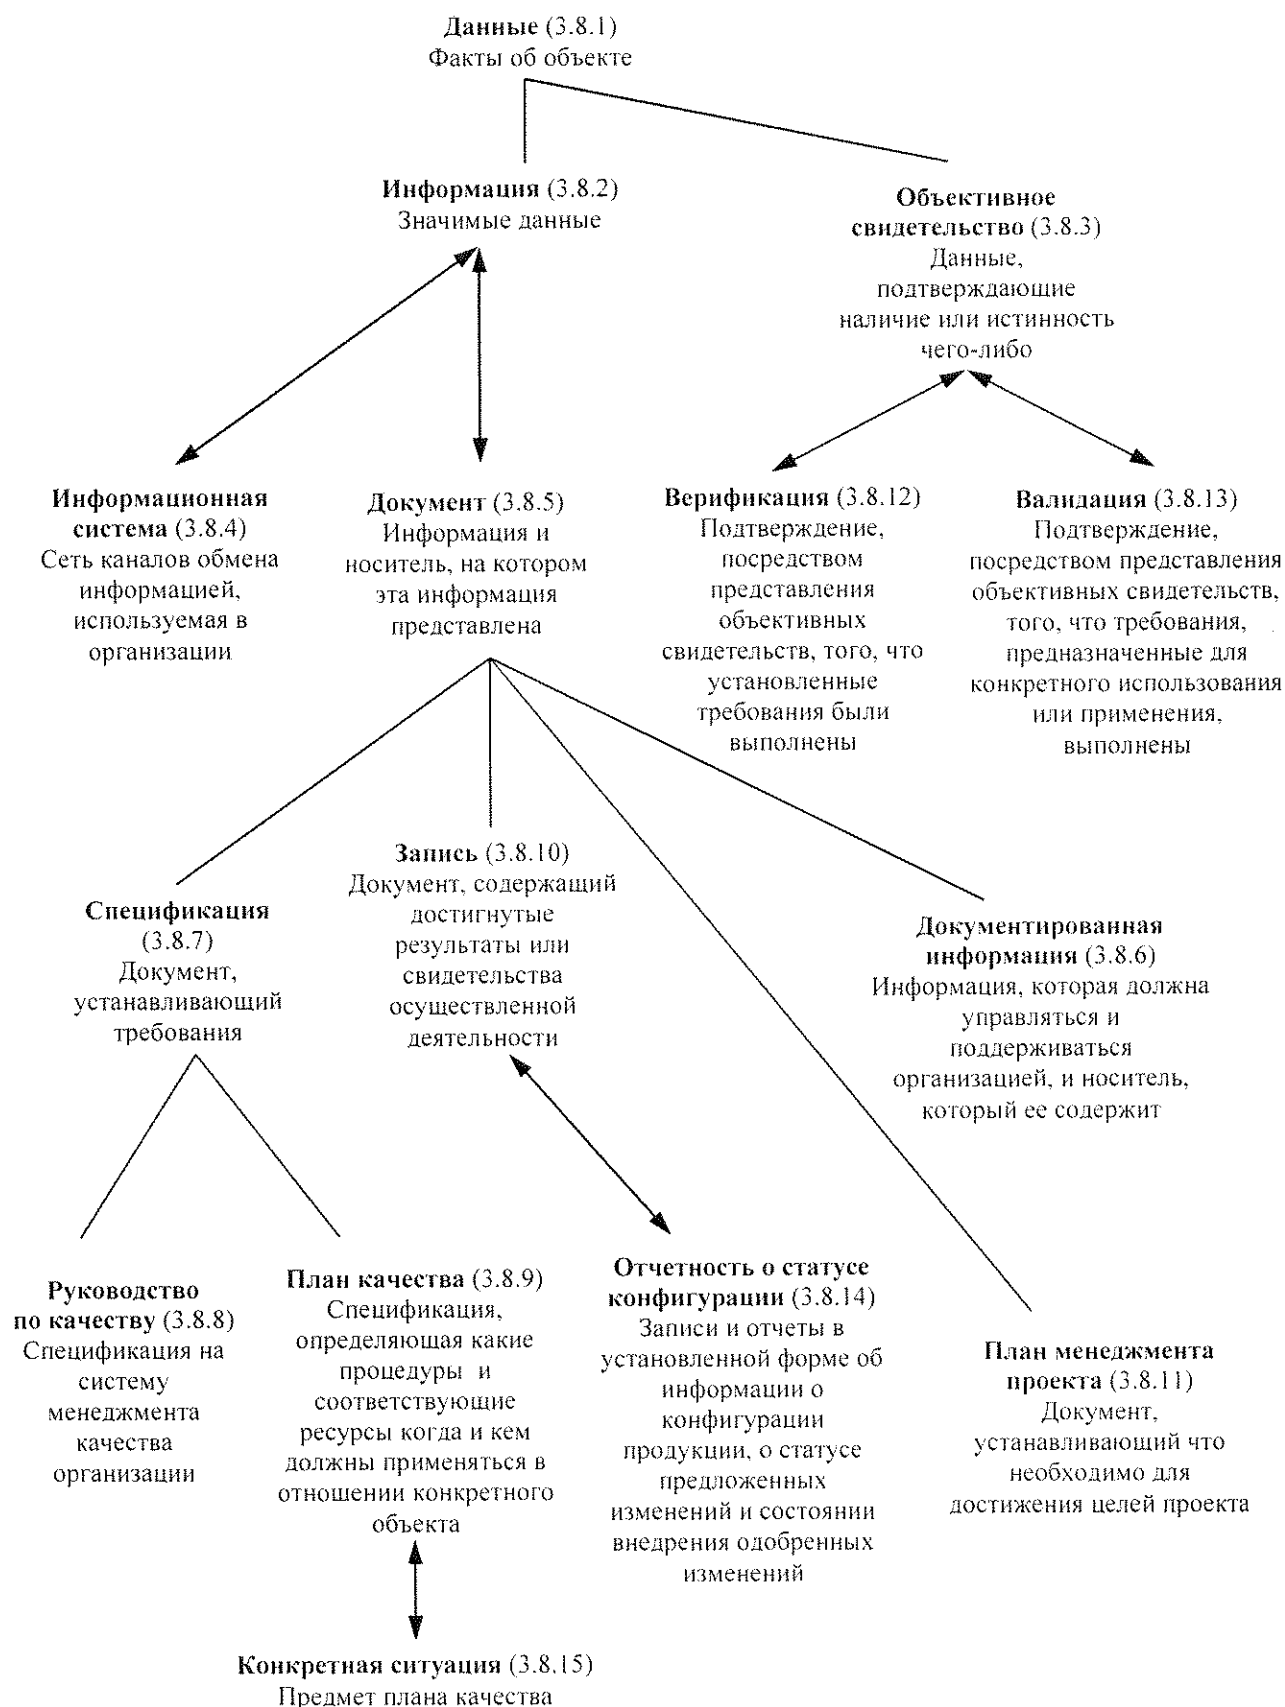 Данные (3.8.1)
Факты об объекте
Информация (3.8.2)
Значимые данные
Объективное
свидетельство (3.8.3)
Данные,
подтверждающие
наличие или истинность
чего-либо
Информационная
система (3.8.4)
Сеть каналов обмена
информацией,
используемая в
организации
Документ (3.8.5)
Информация и
носитель, на котором
эта информация
представлена
Верификация (3.8.12)
Подтверждение,
посредством
представления
объективных
свидетельств, того, что
установленные
требования были
выполнены
Валидация (3.8.13)
Подтверждение,
посредством представления
объективных свидетельств,
того, что требования,
предназначенные для
конкретного использования
или применения,
выполнены
Спецификация
(3.8.7)
Документ,
устанавливающий
требования
Запись (3.8.10)
Документ, содержащий
достигнутые
результаты или
свидетельства
осуществленной
деятельности
Документированная
информация (3.8.6)
Информация, которая должна
управляться и
поддерживаться
организацией, и носитель,
который ее содержит
Руководство
по качеству (3.8.8)
Спецификация на
систему
менеджмента
качества
организации
План качества (3.8.9)
Спецификация,
определяющая какие
процедуры и
соответствующие
ресурсы когда и кем
должны применяться в
отношении конкретного
объекта
Отчетность о статусе
конфигурации (3.8.14)
Записи и отчеты в
установленной форме об
информации о
конфигурации
продукции, о статусе
предложенных
изменений и состоянии
внедрения одобренных
изменений
План менеджмента
проекта (3.8.11)
Документ,
устанавливающий что
необходимо для
достижения целей проекта
Конкретная ситуация (3.8.15)
Предмет плана качества